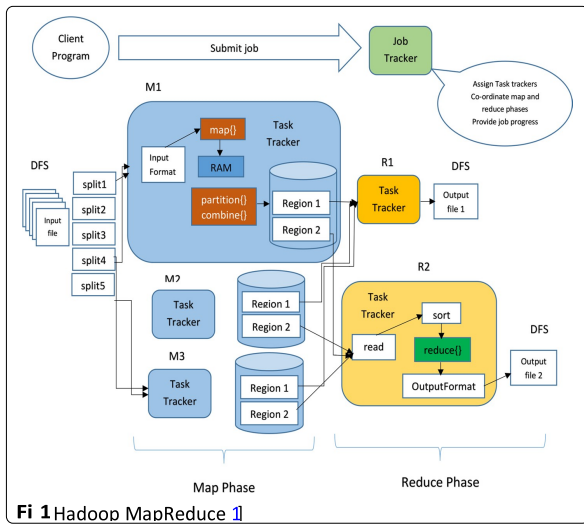 Client
Program
Submit job
Job
Tracker
Assign Task trackers
Co-ordinate map and
reduce phases
Provide job progress
M1
map{}
Task
Tracker
Input
Format
RAM
partition{}
combine{}
Region 1
Region 2
DFS
Input
file
split1
split2
split3
split4
split5
R1
Task
Tracker
DFS
Output
file 1
M2
Task
Tracker
Region 1
Region 2
R2
Task
Tracker
sort
read
reduce{}
OutputFormat
DFS
Output
file 2
M3
Task
Tracker
Region 1
Region 2
Map Phase
Reduce Phase
Fi 1 Hadoop MapReduce 1]